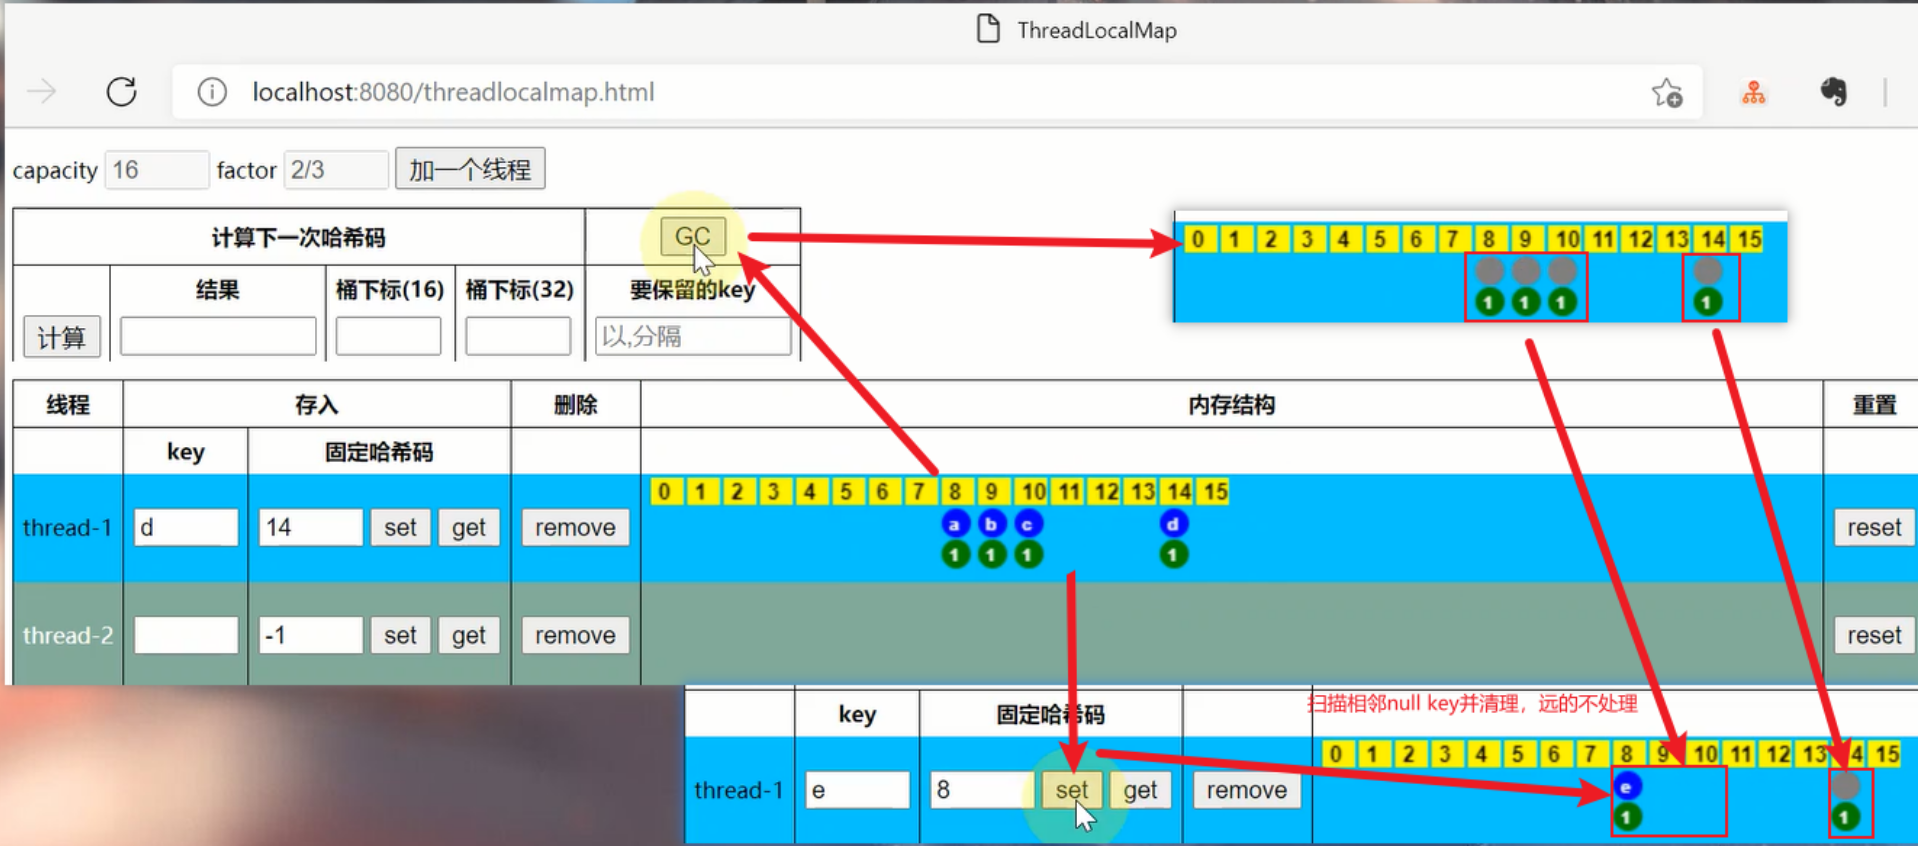 ThreadLocalMap
localhost:8080/threadlocalmap.html
capacity 16 factor 2/3 加一个线程
计算下一次哈希码 GC
结果 桶下标(16) 桶下标(32) 要保留的key
计算 以,分隔
0 1 2 3 4 5 6 7 8 9 10 11 12 13 14 15
1 1 1 1
线程 存入 删除 内存结构 重置
key 固定哈希码
0 1 2 3 4 5 6 7 8 9 10 11 12 13 14 15
a b c d
thread-1 d 14 set get remove reset
1 1 1 1
thread-2 -1 set get remove reset
扫描相邻null key并清理，远的不处理
key 固定哈希码
0 1 2 3 4 5 6 7 8 9 10 11 12 13 4 15
thread-1 e 8 set get remove
e
1 1